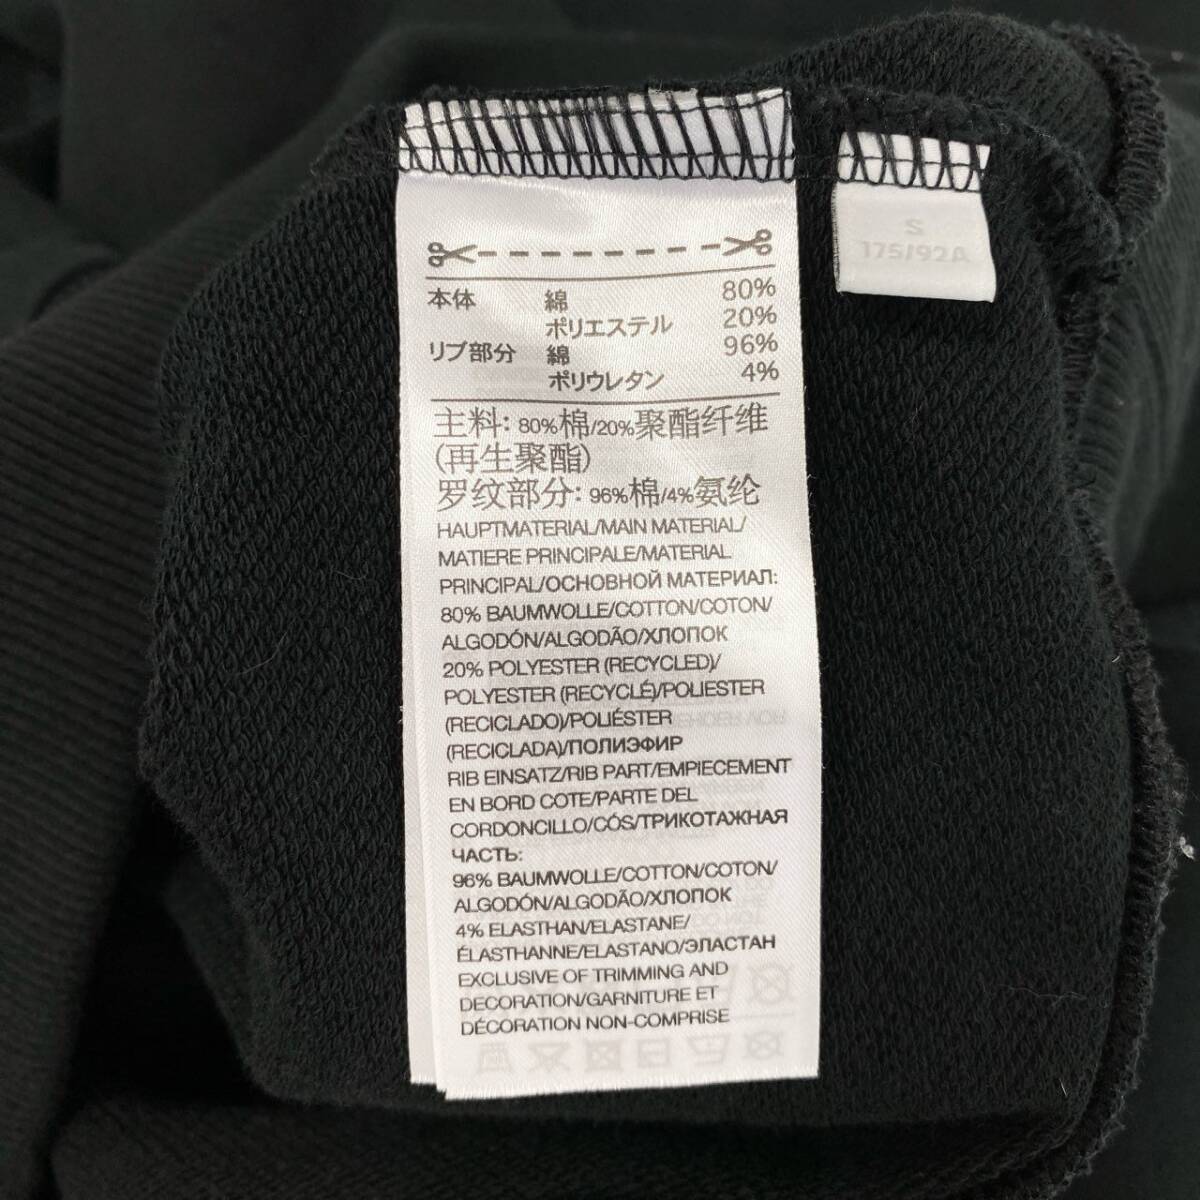 本体 綿 80%
ポリエステル 20%
リブ部分 綿 96%
ポリウレタン 4%
主料: 80%棉/20%聚酯纤维
(再生聚酯)
罗纹部分: 96%棉/4%氨纶
HAUPTMATERIAL/MAIN MATERIAL/
MATIERE PRINCIPALE/MATERIAL
PRINCIPAL/ОСНОВНОЙ МАТЕРИАЛ:
80% BAUMWOLLE/COTTON/COTON/
ALGODÓN/ALGODÃO/ХЛОПОК
20% POLYESTER (RECYCLED)/
POLYESTER (RECYCLÉ)/POLIESTER
(RECICLADO)/POLIÉSTER
(RECICLADA)/ПОЛИЭФИР
RIB EINSATZ/RIB PART/EMPIECEMENT
EN BORD COTE/PARTE DEL
CORDONCILLO/CÓS/ТРИКОТАЖНАЯ
ЧАСТЬ:
96% BAUMWOLLE/COTTON/COTON/
ALGODÓN/ALGODÃO/ХЛОПОК
4% ELASTHAN/ELASTANE/
ÉLASTHANNE/ELASTANO/ЭЛАСТАН
EXCLUSIVE OF TRIMMING AND
DECORATION/GARNITURE ET
DÉCORATION NON-COMPRISE
S
175/92A